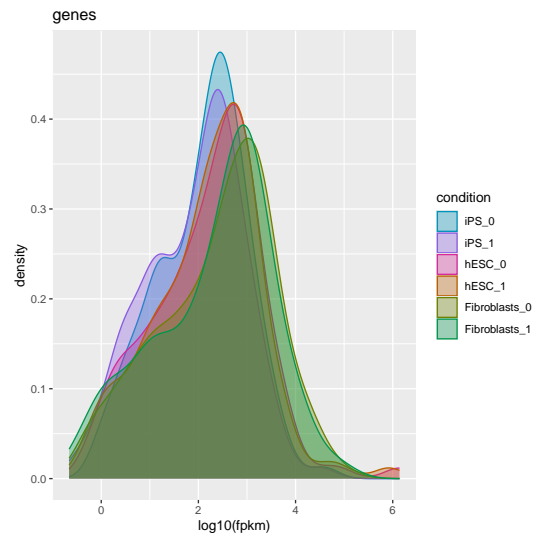 genes
density
0.4
0.3
0.2
0.1
0.0
0
2
4
6
log10(fpkm)
condition
iPS_0
iPS_1
hESC_0
hESC_1
Fibroblasts_0
Fibroblasts_1